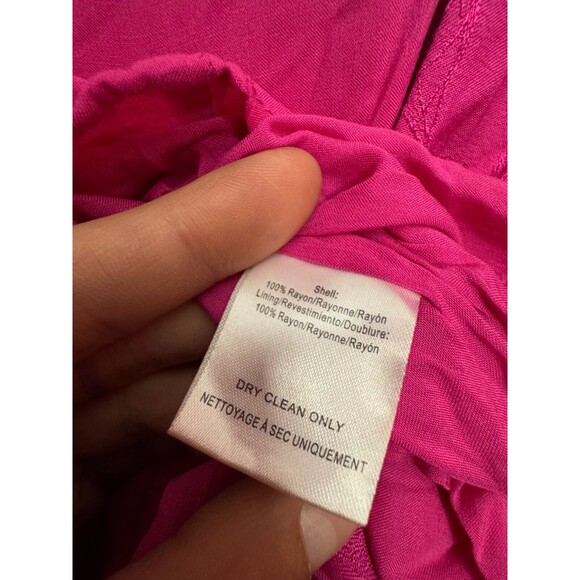 Shell:
100% Rayon/Rayonne/Rayón
Lining/Revestimiento/Doublure:
100% Rayon/Rayonne/Rayón
DRY CLEAN ONLY
NETTOYAGE À SEC UNIQUEMENT